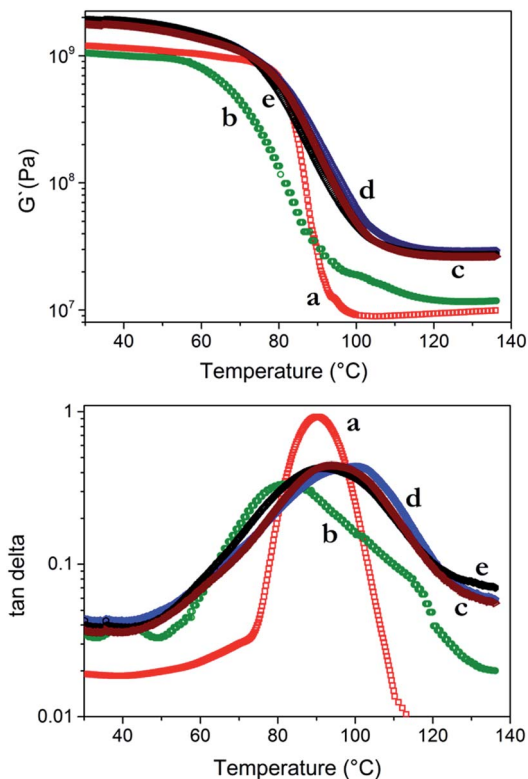 10⁹
e
b
G`(Pa)
10⁸
d
c
a
10⁷
40 60 80 100 120 140
Temperature (°C)
1
a
d
b
tan delta
0.1
e
c
0.01
40 60 80 100 120 140
Temperature (°C)